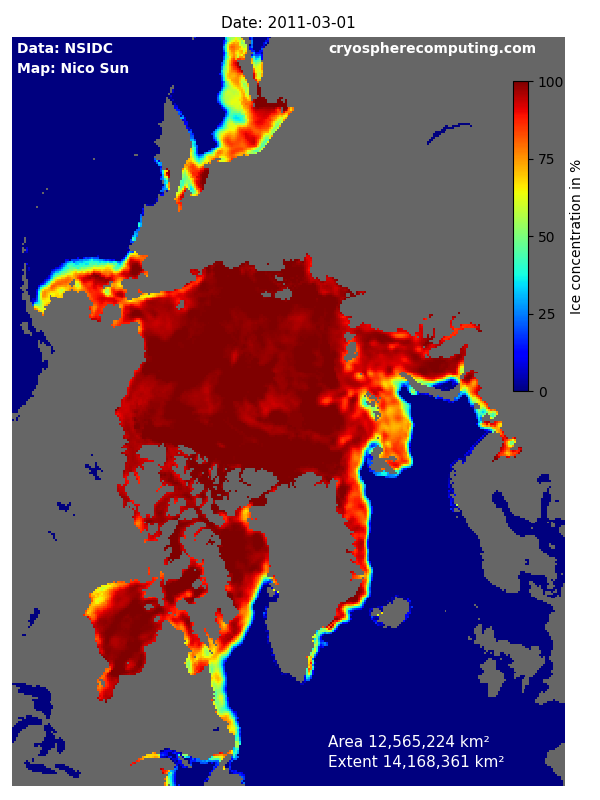 Date: 2011-03-01
Data: NSIDC
Map: Nico Sun
cryospherecomputing.com
100
75
50
25
0
Ice concentration in %
Area 12,565,224 km²
Extent 14,168,361 km²